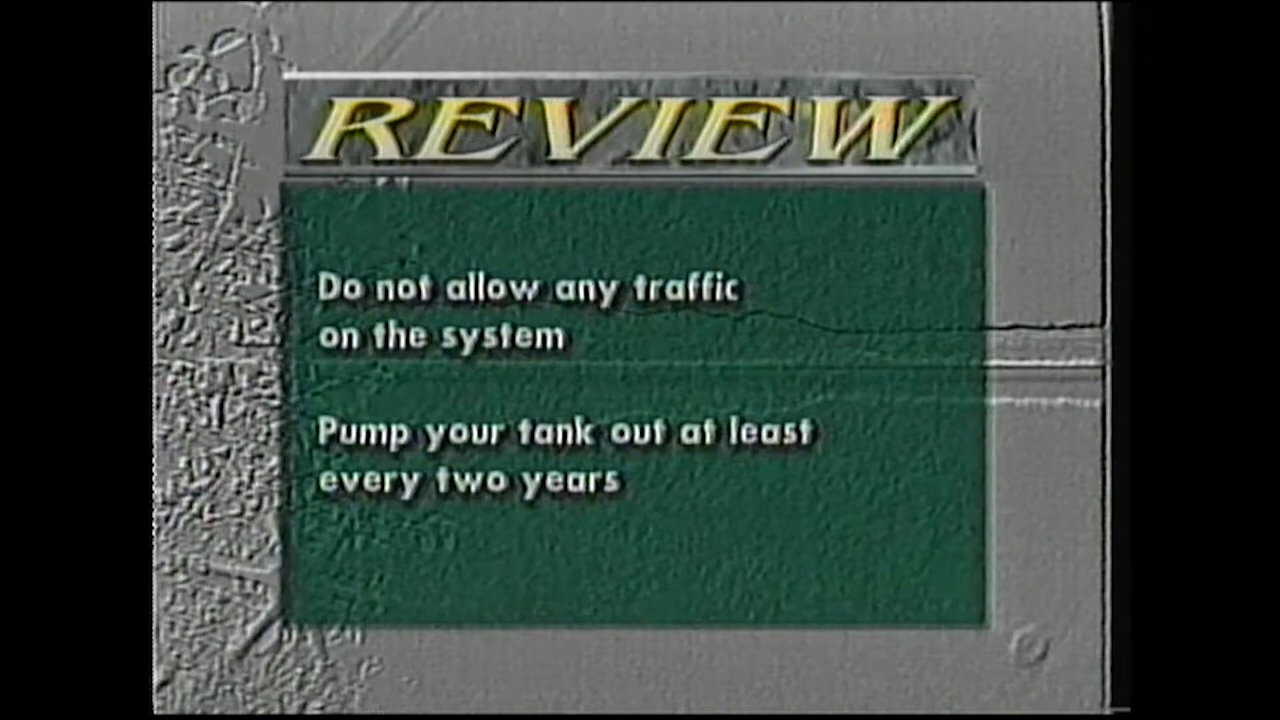 REVIEW
Do not allow any traffic
on the system
Pump your tank out at least
every two years